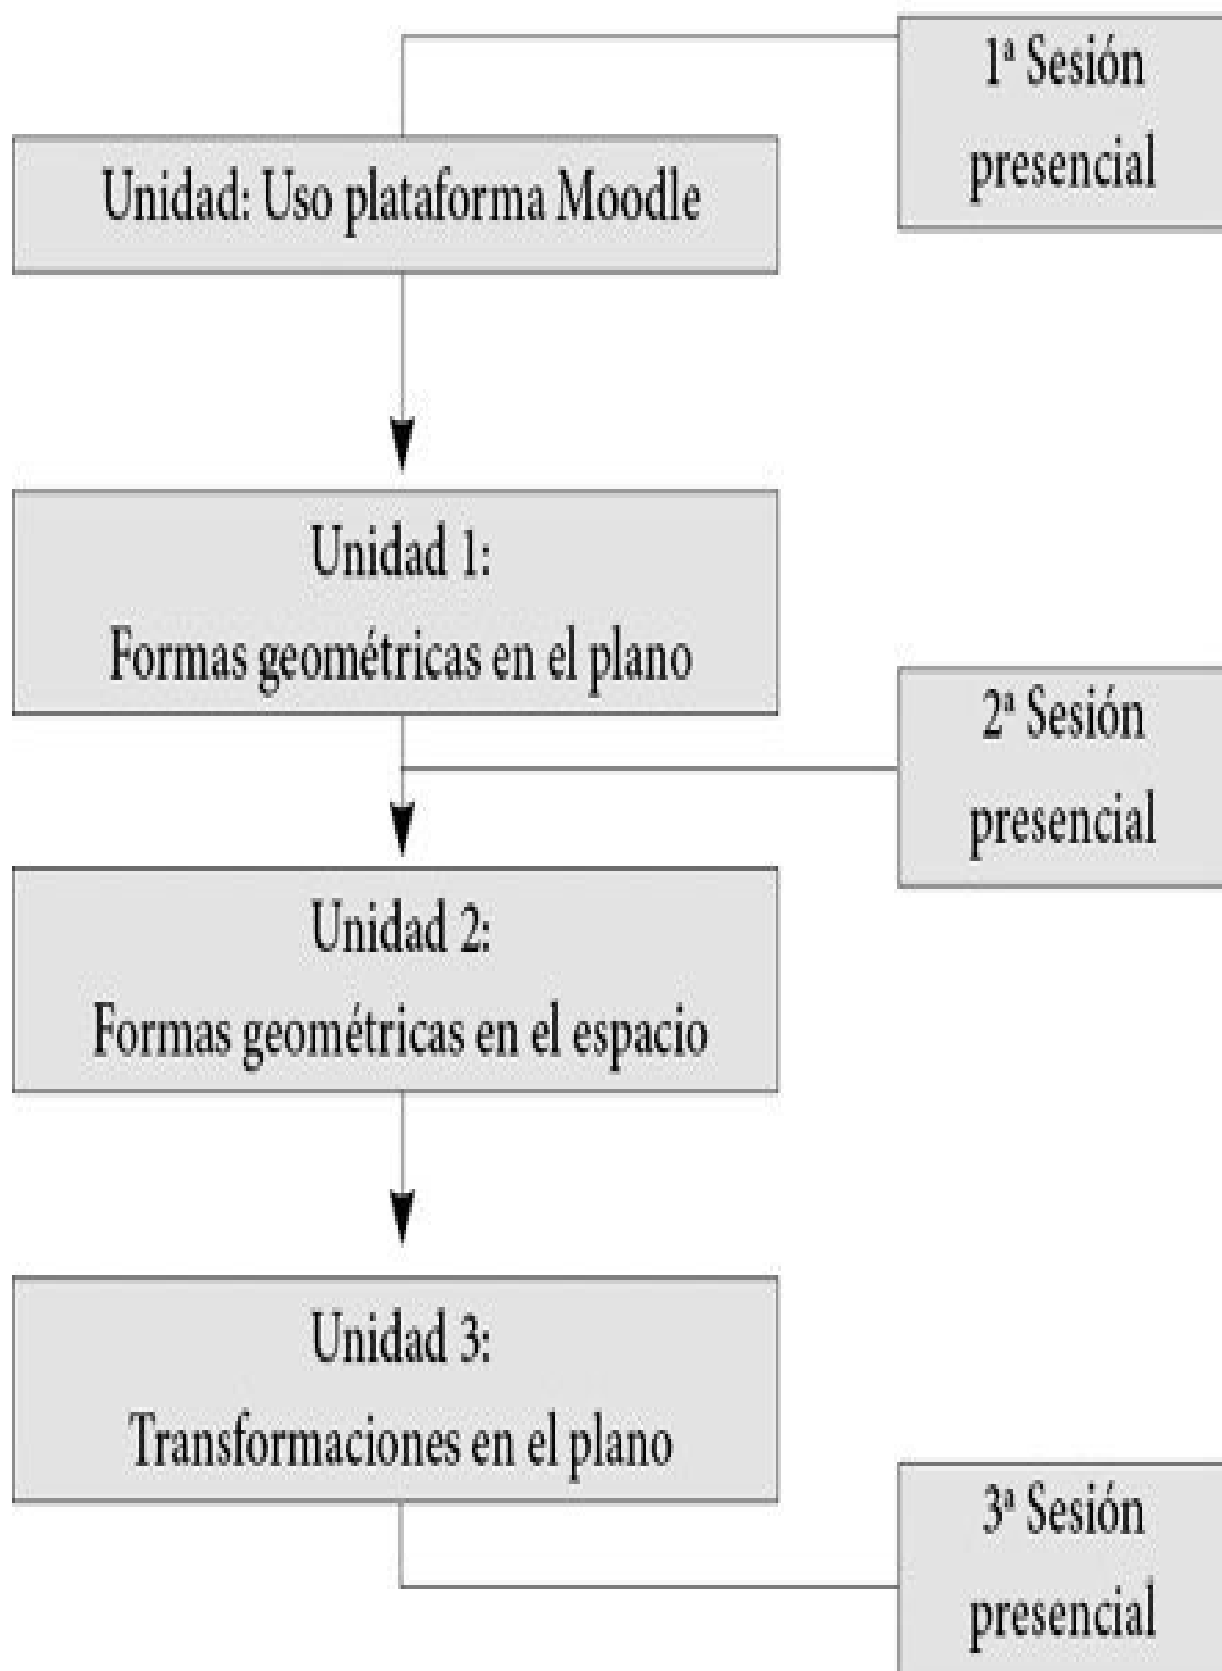 1ª Sesión
presencial
Unidad: Uso plataforma Moodle
Unidad 1:
Formas geométricas en el plano
2ª Sesión
presencial
Unidad 2:
Formas geométricas en el espacio
Unidad 3:
Transformaciones en el plano
3ª Sesión
presencial